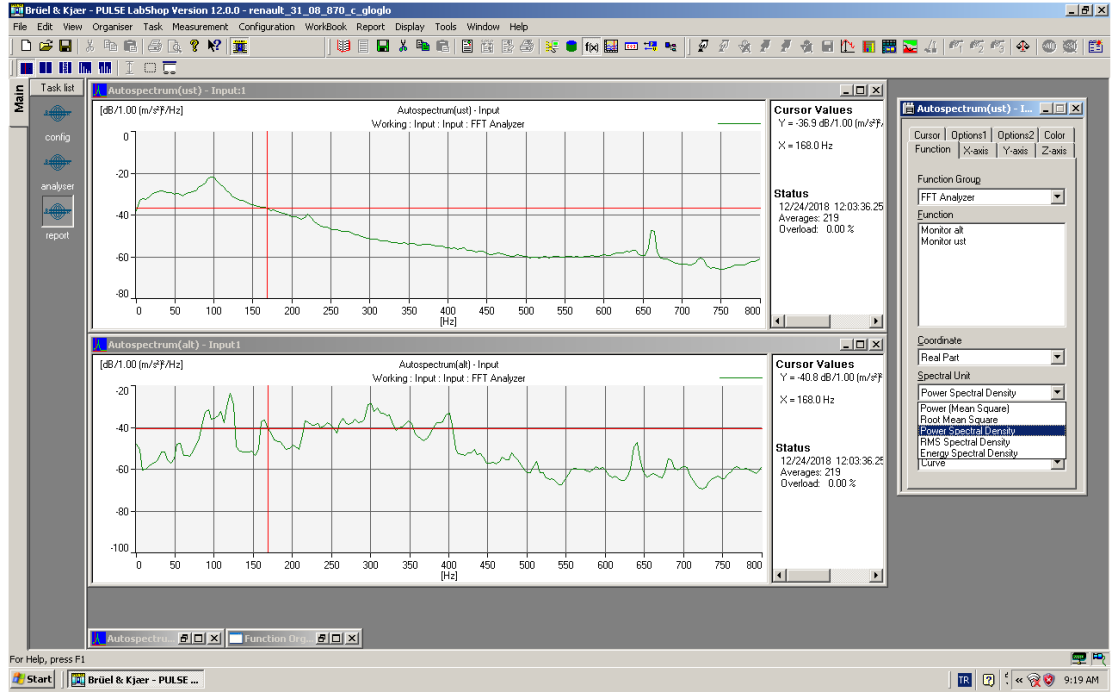 Brüel & Kjær - PULSE LabShop Version 12.0.0 - renault_31_08_870_c_gloglo
File Edit View Organiser Task Measurement Configuration WorkBook Report Display Tools Window Help
Main
Task list
config
analyser
report
Autospectrum(ust) - Input:1
[dB/1.00 (m/s²)²/Hz]
Autospectrum(ust) - Input
Working : Input : Input : FFT Analyzer
0
-20
-40
-60
-80
0 50 100 150 200 250 300 350 400 450 500 550 600 650 700 750 800
[Hz]
Cursor Values
Y = -36.9 dB/1.00 (m/s²)²/
X = 168.0 Hz
Status
12/24/2018 12:03:36.25
Averages: 219
Overload: 0.00 %
Autospectrum(alt) - Input1
[dB/1.00 (m/s²)²/Hz]
Autospectrum(alt) - Input
Working : Input : Input : FFT Analyzer
-20
-40
-60
-80
-100
0 50 100 150 200 250 300 350 400 450 500 550 600 650 700 750 800
[Hz]
Cursor Values
Y = -40.8 dB/1.00 (m/s²)²
X = 168.0 Hz
Status
12/24/2018 12:03:36.25
Averages: 219
Overload: 0.00 %
Autospectrum(ust) - I...
Cursor Options1 Options2 Color
Function X-axis Y-axis Z-axis
Function Group
FFT Analyzer
Function
Monitor alt
Monitor ust
Coordinate
Real Part
Spectral Unit
Power Spectral Density
Power (Mean Square)
Root Mean Square
Power Spectral Density
RMS Spectral Density
Energy Spectral Density
Curve
Autospectru...
Function Org...
For Help, press F1
Start
Brüel & Kjær - PULSE ...
TR
9:19 AM